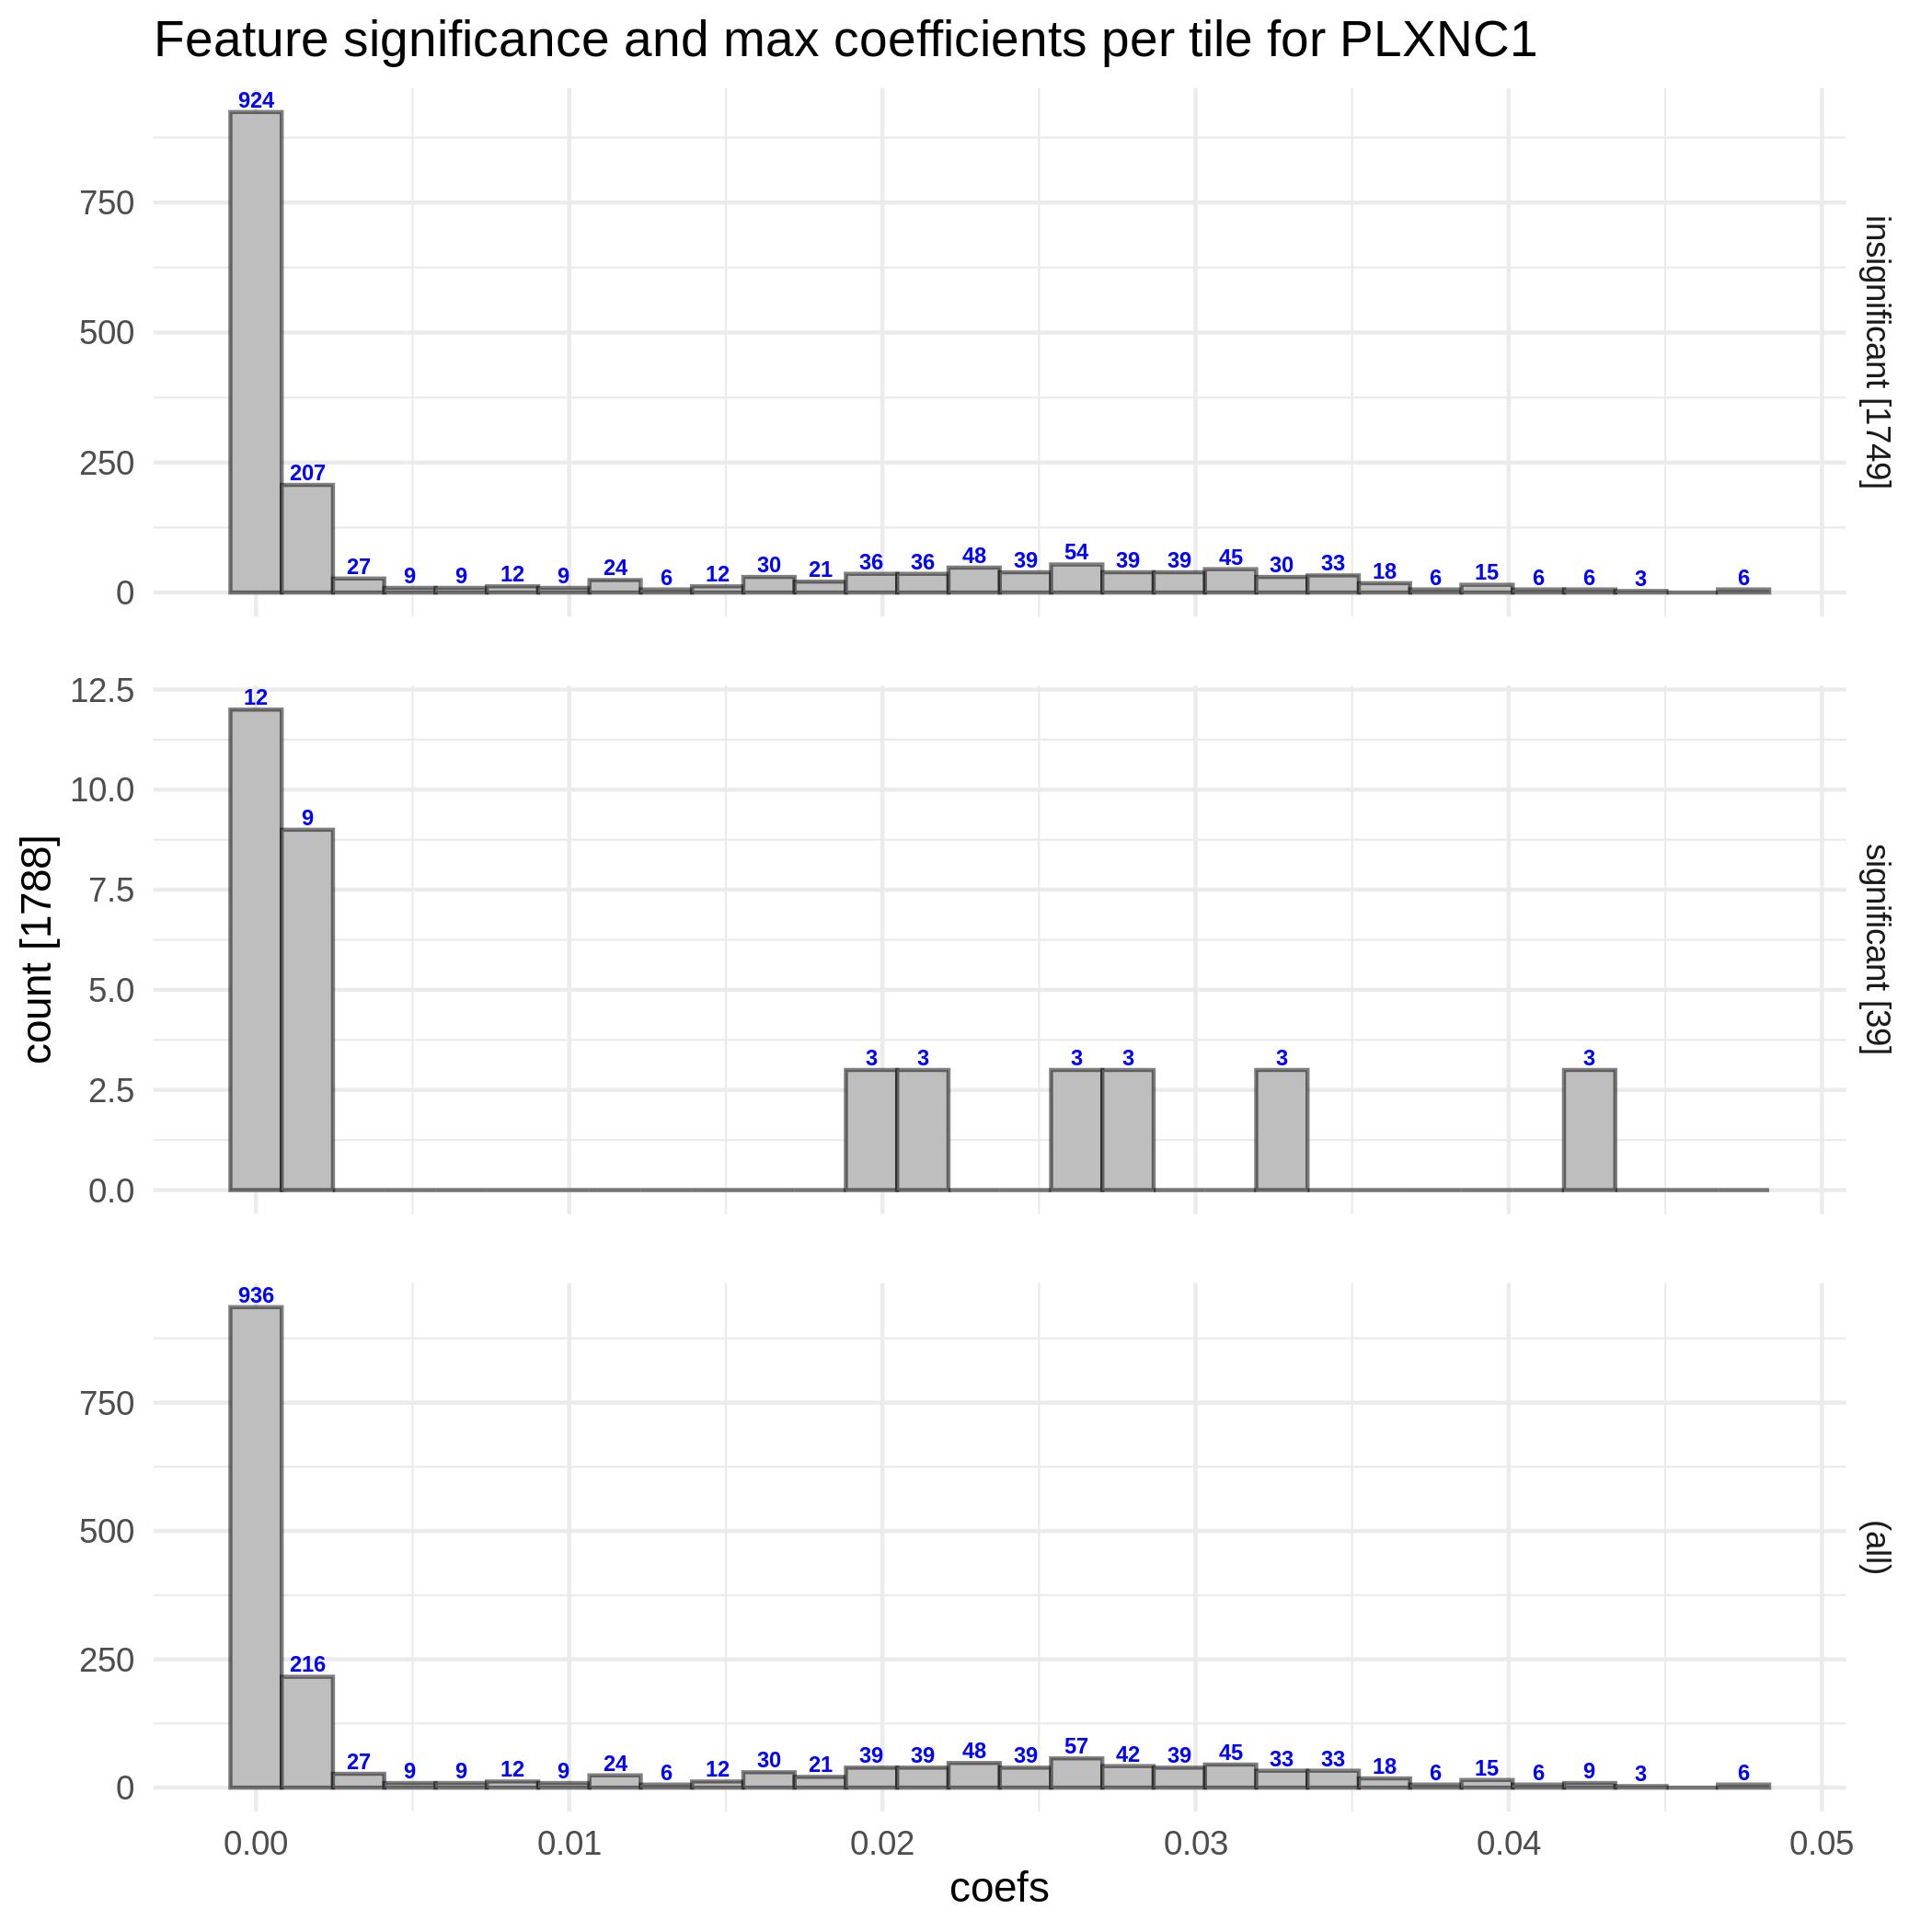 Feature significance and max coefficients per tile for PLXNC1
924
207
27 9 9 12 9 24 6 12 30 21 36 36 48 39 54 39 39 45 30 33 18 6 15 6 6 3 6
750
500
250
0
insignificant [1749]
12
9
3 3 3 3 3 3
12.5
10.0
7.5
5.0
2.5
0.0
significant [39]
count [1788]
936
216
27 9 9 12 9 24 6 12 30 21 39 39 48 39 57 42 39 45 33 33 18 6 15 6 9 3 6
750
500
250
0
(all)
0.00 0.01 0.02 0.03 0.04 0.05
coefs